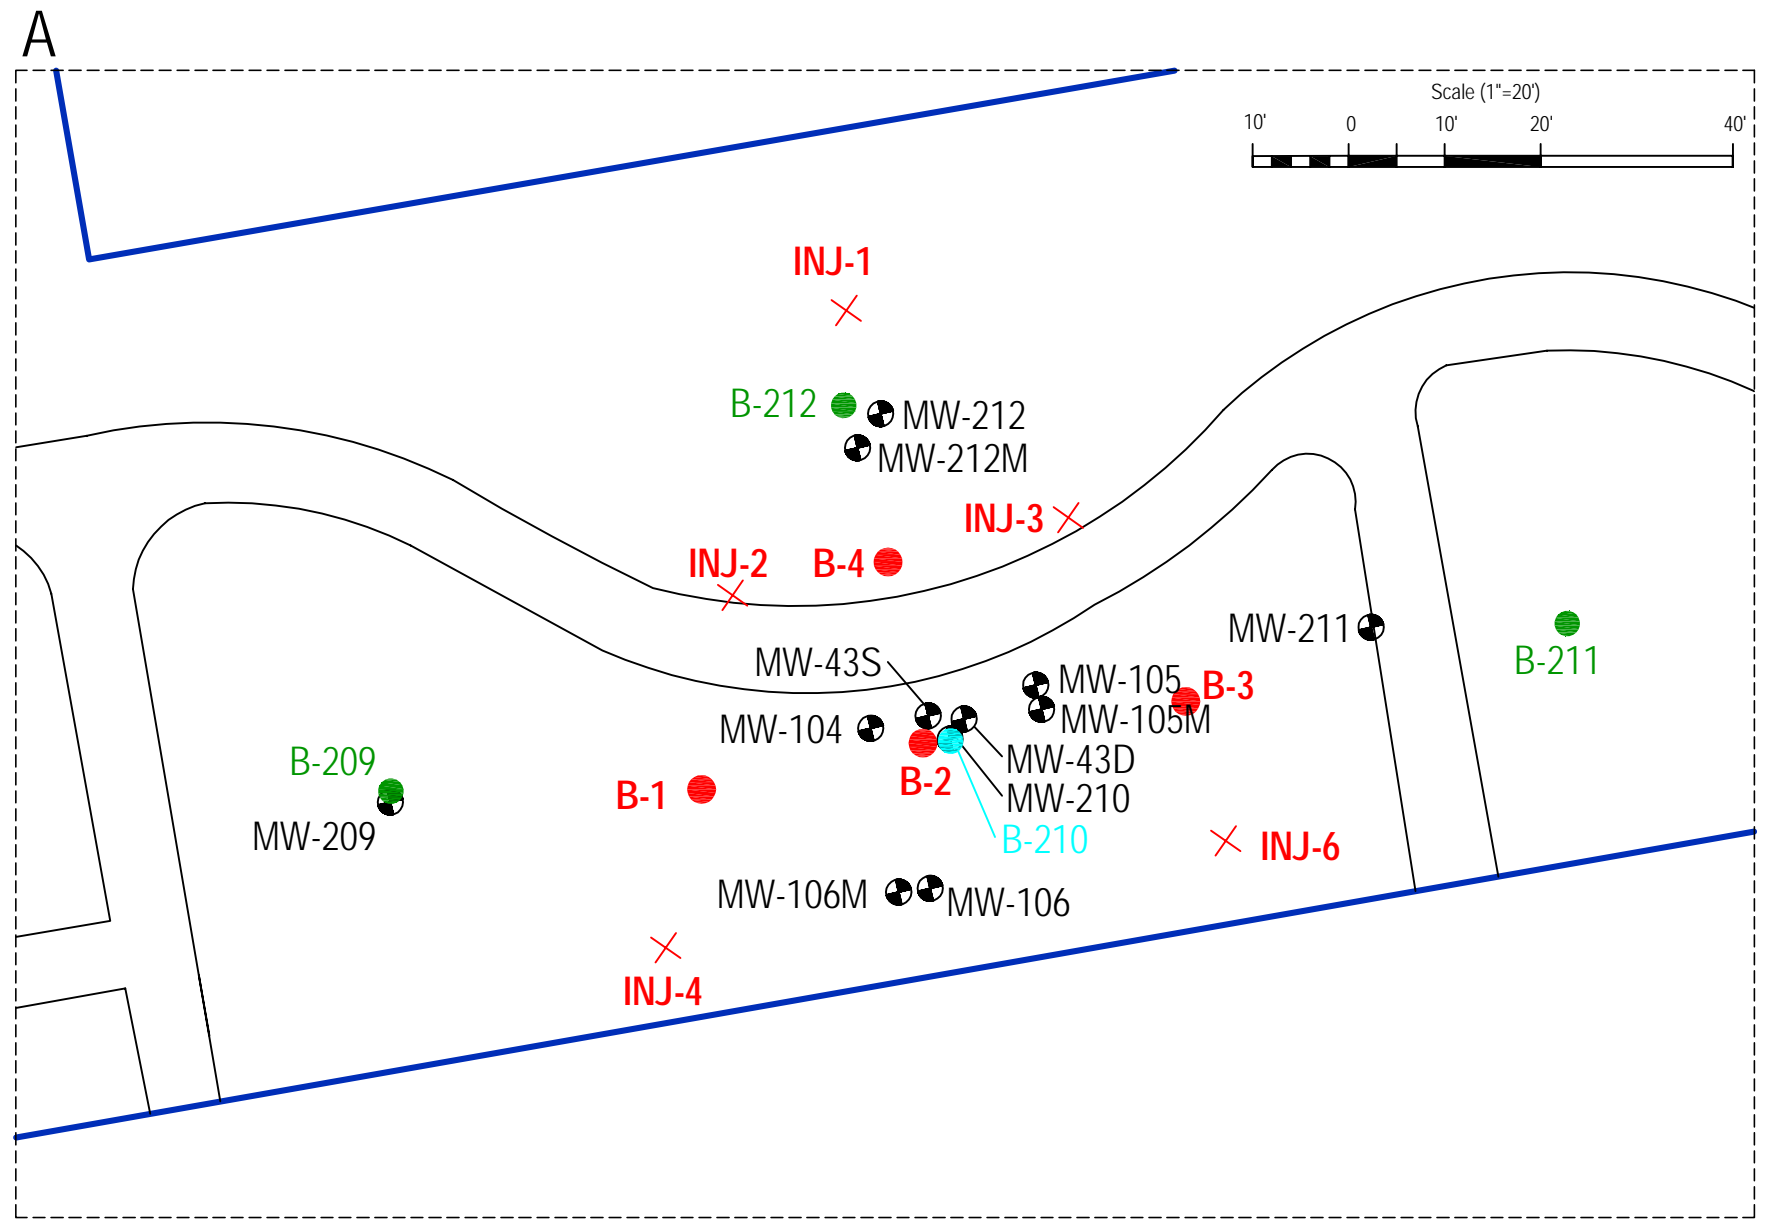 A
Scale (1"=20')
10' 0 10' 20' 40'
INJ-1
B-212
MW-212
MW-212M
INJ-3
INJ-2
B-4
MW-211
B-211
MW-43S
MW-105
B-3
MW-105M
MW-104
MW-43D
B-209
B-2
B-1
MW-210
MW-209
B-210
INJ-6
MW-106M
MW-106
INJ-4